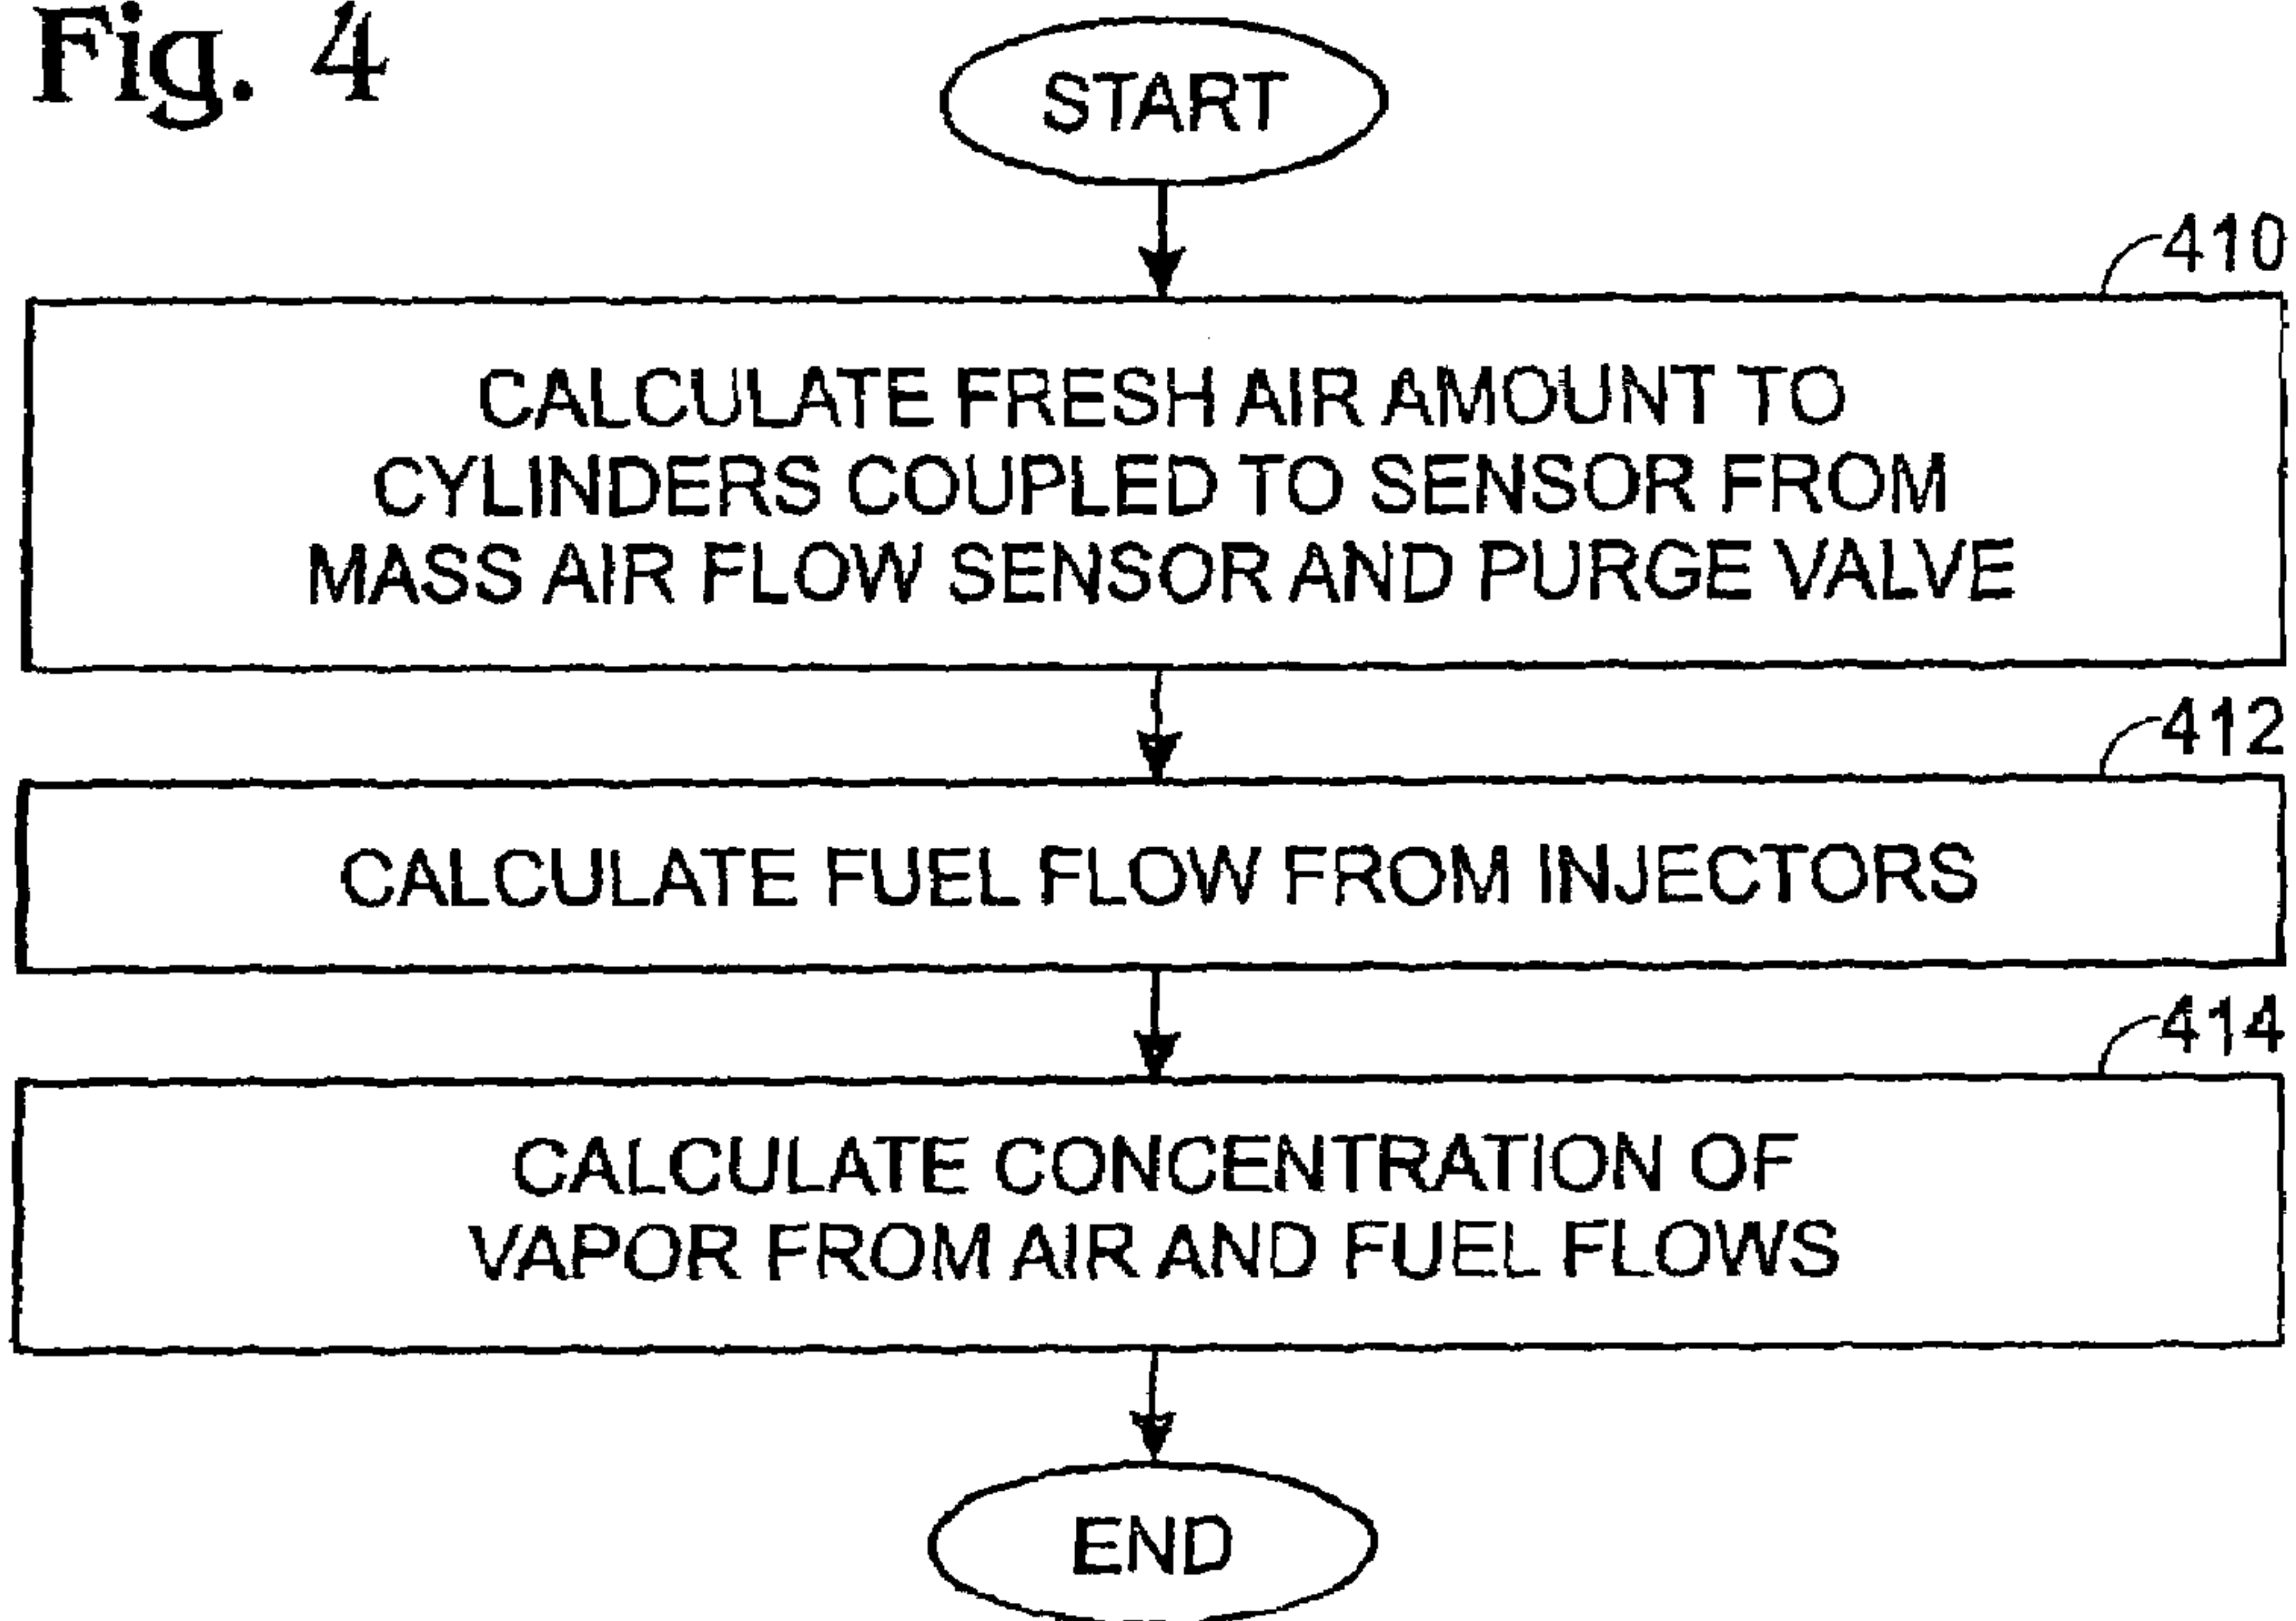 Fig. 4
START
410
CALCULATE FRESH AIR AMOUNT TO
CYLINDERS COUPLED TO SENSOR FROM
MASS AIR FLOW SENSOR AND PURGE VALVE
412
CALCULATE FUEL FLOW FROM INJECTORS
414
CALCULATE CONCENTRATION OF
VAPOR FROM AIR AND FUEL FLOWS
END